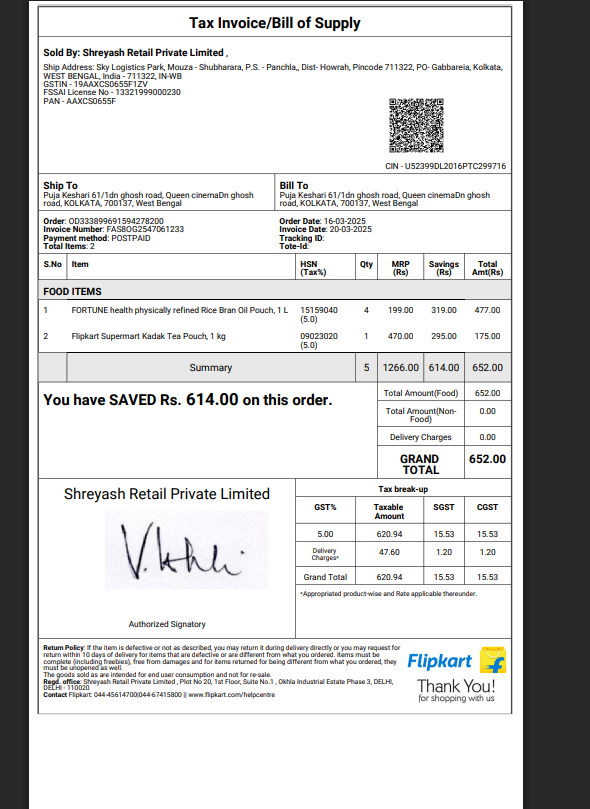 Tax Invoice/Bill of Supply
Sold By: Shreyash Retail Private Limited ,
Ship Address: Sky Logistics Park, Mouza - Shubharara, P.S. - Panchla,, Dist- Howrah, Pincode 711322, PO- Gabbareia, Kolkata,
WEST BENGAL, India - 711322, IN-WB
GSTIN - 19AAXCS0655F1ZV
FSSAI License No - 13321999000230
PAN - AAXCS0655F
CIN - U52399DL2016PTC299716
Ship To
Puja Keshari 61/1dn ghosh road, Queen cinemaDn ghosh
road, KOLKATA, 700137, West Bengal
Bill To
Puja Keshari 61/1dn ghosh road, Queen cinemaDn ghosh
road, KOLKATA, 700137, West Bengal
Order: OD333899691594278200
Invoice Number: FAS8OG2547061233
Payment method: POSTPAID
Total Items: 2
Order Date: 16-03-2025
Invoice Date: 20-03-2025
Tracking ID:
Tote-Id:
S.No Item HSN (Tax%) Qty MRP (Rs) Savings (Rs) Total Amt(Rs)
FOOD ITEMS
1 FORTUNE health physically refined Rice Bran Oil Pouch, 1 L 15159040 (5.0) 4 199.00 319.00 477.00
2 Flipkart Supermart Kadak Tea Pouch, 1 kg 09023020 (5.0) 1 470.00 295.00 175.00
Summary 5 1266.00 614.00 652.00
You have SAVED Rs. 614.00 on this order.
Total Amount(Food) 652.00
Total Amount(Non-Food) 0.00
Delivery Charges 0.00
GRAND TOTAL 652.00
Shreyash Retail Private Limited
Authorized Signatory
Tax break-up
GST% Taxable Amount SGST CGST
5.00 620.94 15.53 15.53
Delivery Charges* 47.60 1.20 1.20
Grand Total 620.94 15.53 15.53
*Appropriated product-wise and Rate applicable thereunder.
Return Policy: If the item is defective or not as described, you may return it during delivery directly or you may request for
return within 10 days of delivery for items that are defective or are different from what you ordered. Items must be
complete (including freebies), free from damages and for items returned for being different from what you ordered, they
must be unopened as well.
The goods sold as are intended for end user consumption and not for re-sale.
Regd. office: Shreyash Retail Private Limited , Plot No 20, 1st Floor, Suite No.1 , Okhla Industrial Estate Phase 3, DELHI,
DELHI - 110020
Contact Flipkart: 044-45614700|044-67415800 || www.flipkart.com/helpcentre
Flipkart
Thank You!
for shopping with us